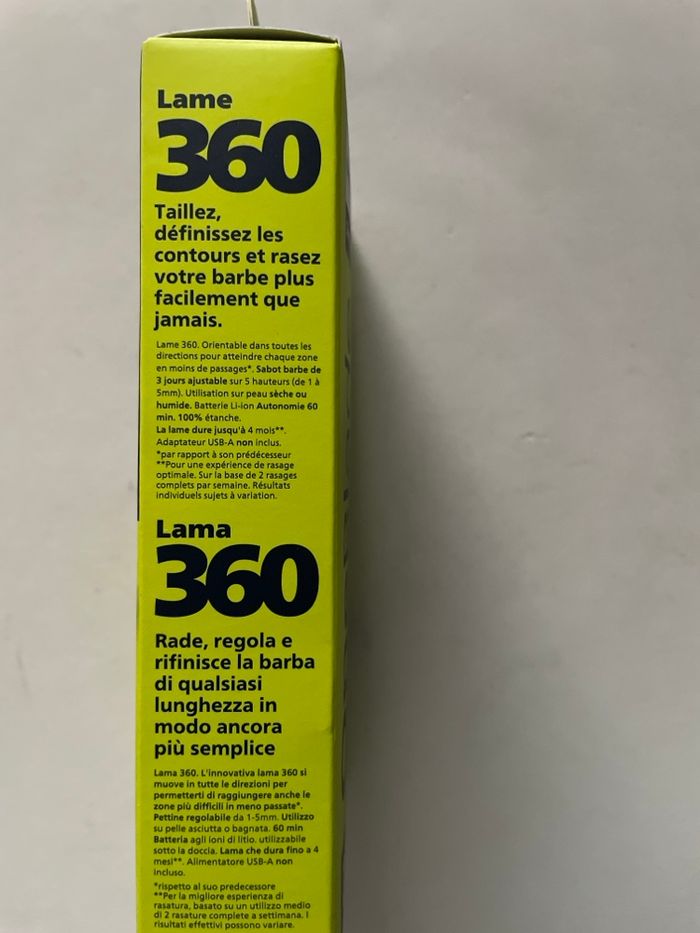 Lame
360
Taillez,
définissez les
contours et rasez
votre barbe plus
facilement que
jamais.
Lame 360. Orientable dans toutes les
directions pour atteindre chaque zone
en moins de passages*. Sabot barbe de
3 jours ajustable sur 5 hauteurs (de 1 à
5mm). Utilisation sur peau sèche ou
humide. Batterie Li-ion Autonomie 60
min. 100% étanche.
La lame dure jusqu'à 4 mois**.
Adaptateur USB-A non inclus.
*par rapport à son prédécesseur
**Pour une expérience de rasage
optimale. Sur la base de 2 rasages
complets par semaine. Résultats
individuels sujets à variation.
Lama
360
Rade, regola e
rifinisce la barba
di qualsiasi
lunghezza in
modo ancora
più semplice
Lama 360. L'innovativa lama 360 si
muove in tutte le direzioni per
permetterti di raggiungere anche le
zone più difficili in meno passate*.
Pettine regolabile da 1-5mm. Utilizzo
su pelle asciutta o bagnata. 60 min
Batteria agli ioni di litio. utilizzabile
sotto la doccia. Lama che dura fino a 4
mesi**. Alimentatore USB-A non
incluso.
*rispetto al suo predecessore
**Per la migliore esperienza di
rasatura, basato su un utilizzo medio
di 2 rasature complete a settimana. I
risultati effettivi possono variare.